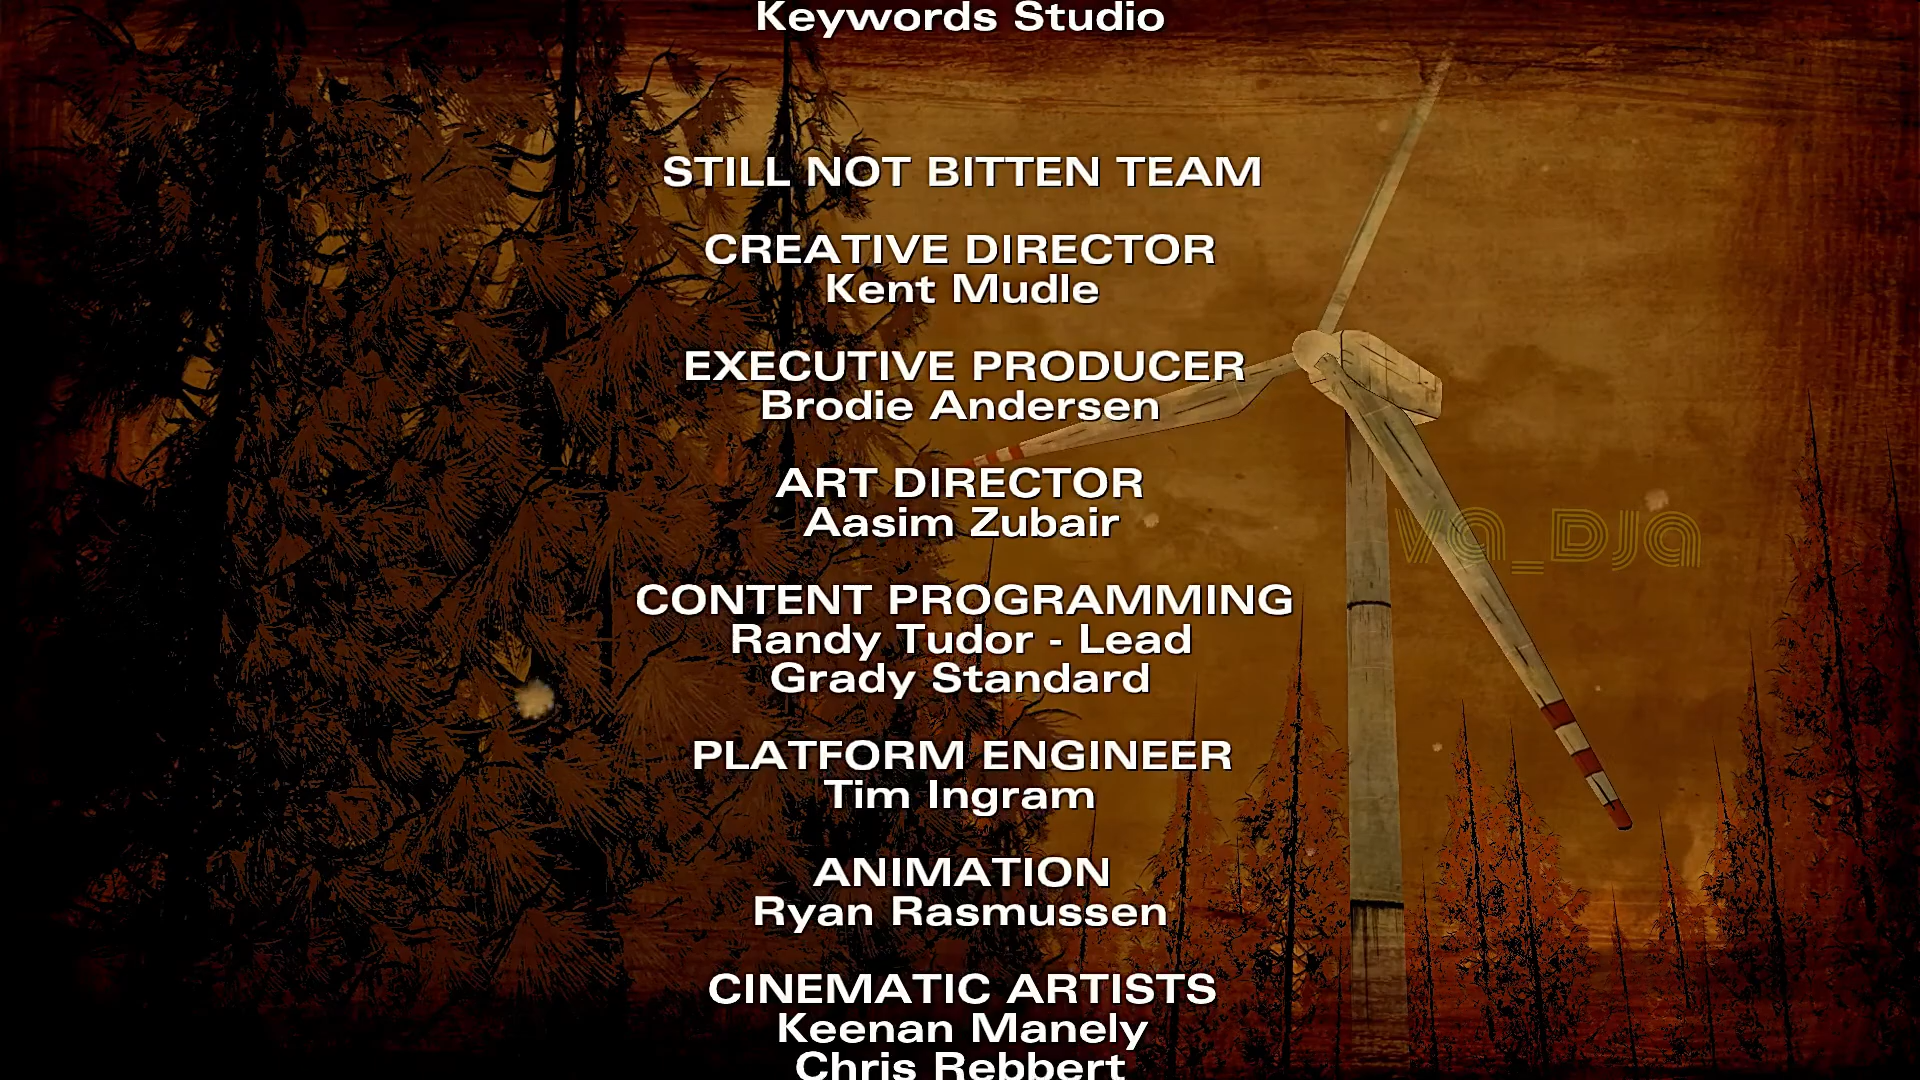 Keywords Studio
STILL NOT BITTEN TEAM
CREATIVE DIRECTOR
Kent Mudle
EXECUTIVE PRODUCER
Brodie Andersen
ART DIRECTOR
Aasim Zubair
CONTENT PROGRAMMING
Randy Tudor - Lead
Grady Standard
PLATFORM ENGINEER
Tim Ingram
ANIMATION
Ryan Rasmussen
CINEMATIC ARTISTS
Keenan Manely
Chris Rebbert
va_DJa